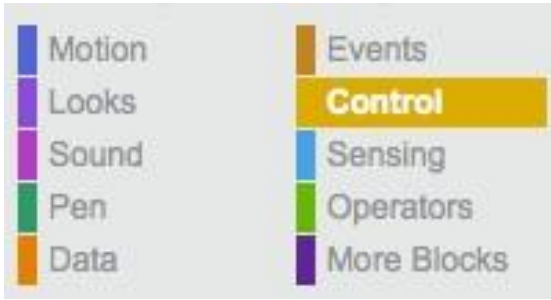 Motion
Looks
Sound
Pen
Data
Events
Control
Sensing
Operators
More Blocks